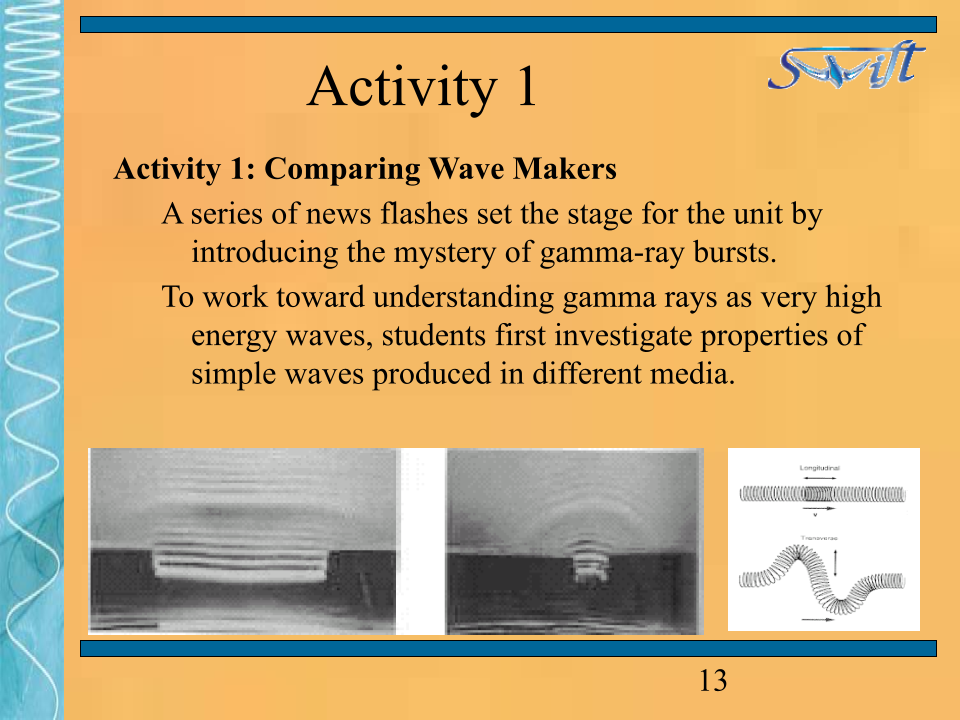 Activity 1
Swift
Activity 1: Comparing Wave Makers
A series of news flashes set the stage for the unit by
introducing the mystery of gamma-ray bursts.
To work toward understanding gamma rays as very high
energy waves, students first investigate properties of
simple waves produced in different media.
Longitudinal
v
Transverse
13